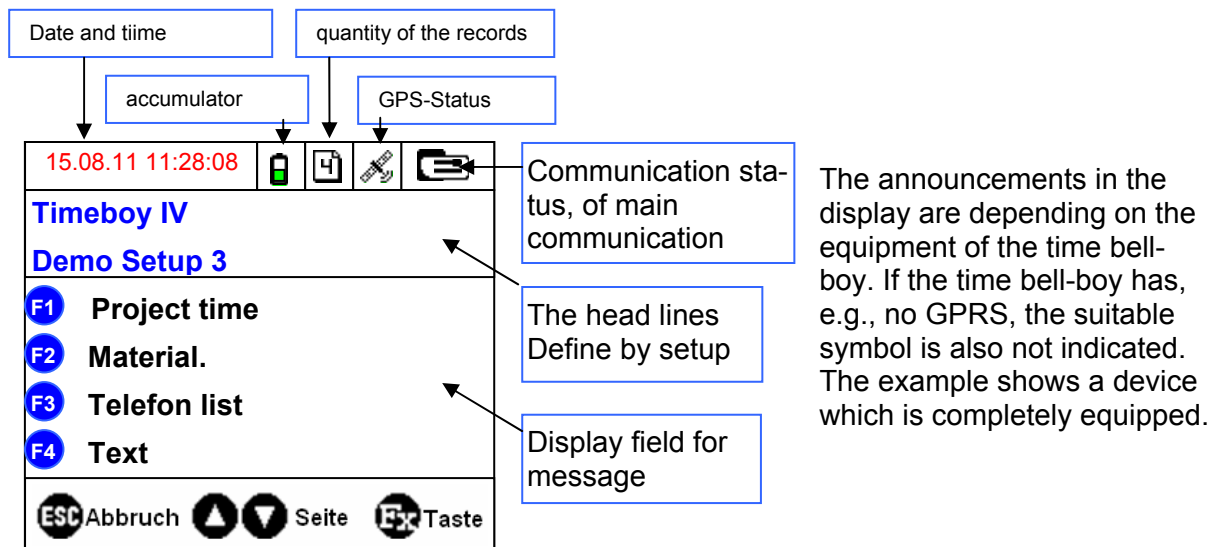 Date and tiime
quantity of the records
accumulator
GPS-Status
15.08.11 11:28:08
4
Timeboy IV
Demo Setup 3
F1 Project time
F2 Material.
F3 Telefon list
F4 Text
ESC Abbruch Seite Fx Taste
Communication sta-
tus, of main
communication
The head lines
Define by setup
Display field for
message
The announcements in the
display are depending on the
equipment of the time bell-
boy. If the time bell-boy has,
e.g., no GPRS, the suitable
symbol is also not indicated.
The example shows a device
which is completely equipped.